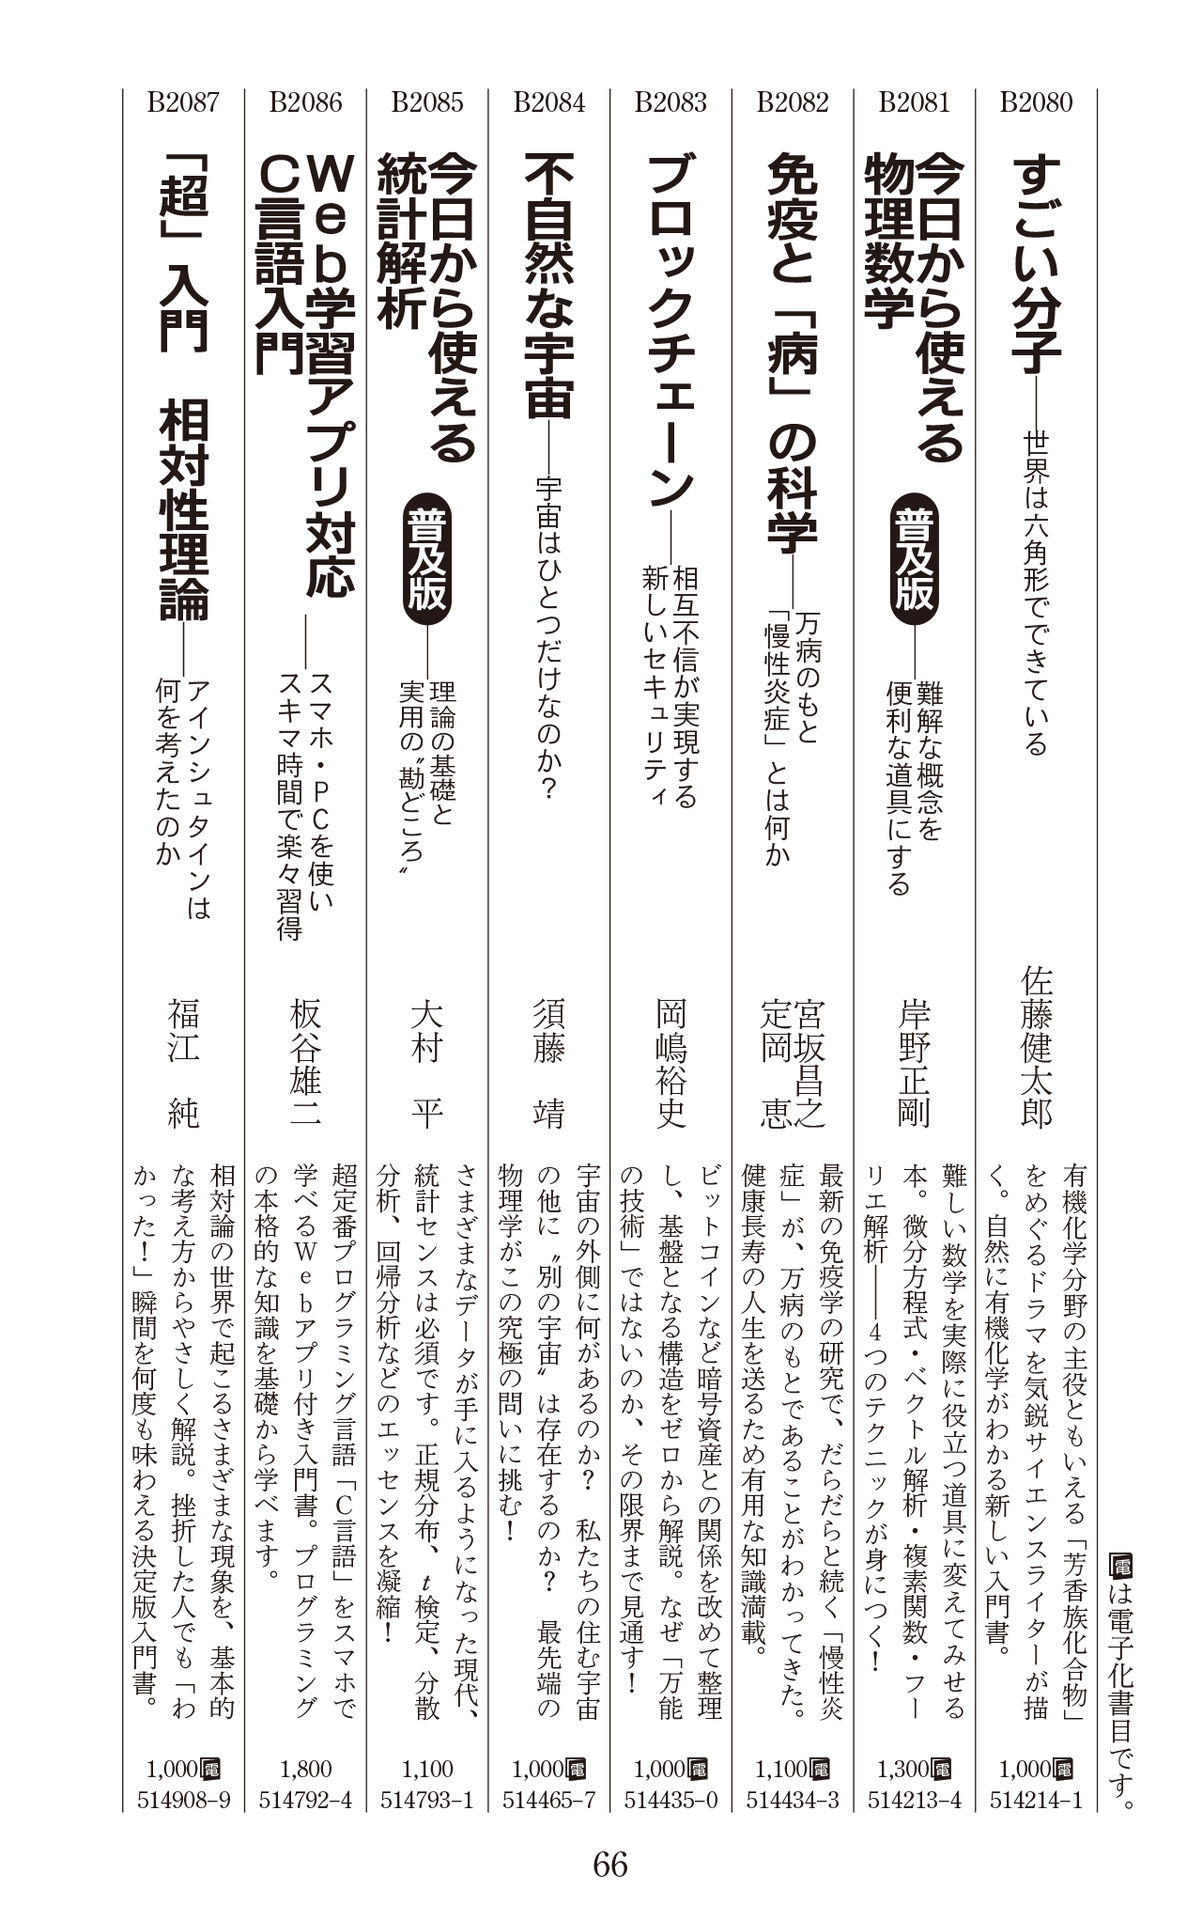 電は電子化書目です。
B2080
すごい分子
――世界は六角形でできている
佐藤健太郎
有機化学分野の主役ともいえる「芳香族化合物」
をめぐるドラマを気鋭サイエンスライターが描
く。自然に有機化学がわかる新しい入門書。
1,000電
514214-1
B2081
今日から使える
物理数学
普及版
――難解な概念を
便利な道具にする
岸野正剛
難しい数学を実際に役立つ道具に変えてみせる
本。微分方程式・ベクトル解析・複素関数・フー
リエ解析――4つのテクニックが身につく！
1,300電
514213-4
B2082
免疫と「病」の科学
――万病のもと
「慢性炎症」とは何か
宮坂昌之
定岡　恵
最新の免疫学の研究で、だらだらと続く「慢性炎
症」が、万病のもとであることがわかってきた。
健康長寿の人生を送るため有用な知識満載。
1,100電
514434-3
B2083
ブロックチェーン
――相互不信が実現する
新しいセキュリティ
岡嶋裕史
ビットコインなど暗号資産との関係を改めて整理
し、基盤となる構造をゼロから解説。なぜ「万能
の技術」ではないのか、その限界まで見通す！
1,000電
514435-0
B2084
不自然な宇宙
――宇宙はひとつだけなのか？
須藤　靖
宇宙の外側に何があるのか？　私たちの住む宇宙
の他に〝別の宇宙〟は存在するのか？　最先端の
物理学がこの究極の問いに挑む！
1,000電
514465-7
B2085
今日から使える
統計解析
普及版
――理論の基礎と
実用の〝勘どころ〟
大村　平
さまざまなデータが手に入るようになった現代、
統計センスは必須です。正規分布、t検定、分散
分析、回帰分析などのエッセンスを凝縮！
1,100
514793-1
B2086
Web学習アプリ対応
C言語入門
――スマホ・PCを使い
スキマ時間で楽々習得
板谷雄二
超定番プログラミング言語「C言語」をスマホで
学べるWebアプリ付き入門書。プログラミング
の本格的な知識を基礎から学べます。
1,800
514792-4
B2087
「超」入門　相対性理論
――アインシュタインは
何を考えたのか
福江　純
相対論の世界で起こるさまざまな現象を、基本的
な考え方からやさしく解説。挫折した人でも「わ
かった！」瞬間を何度も味わえる決定版入門書。
1,000電
514908-9
66